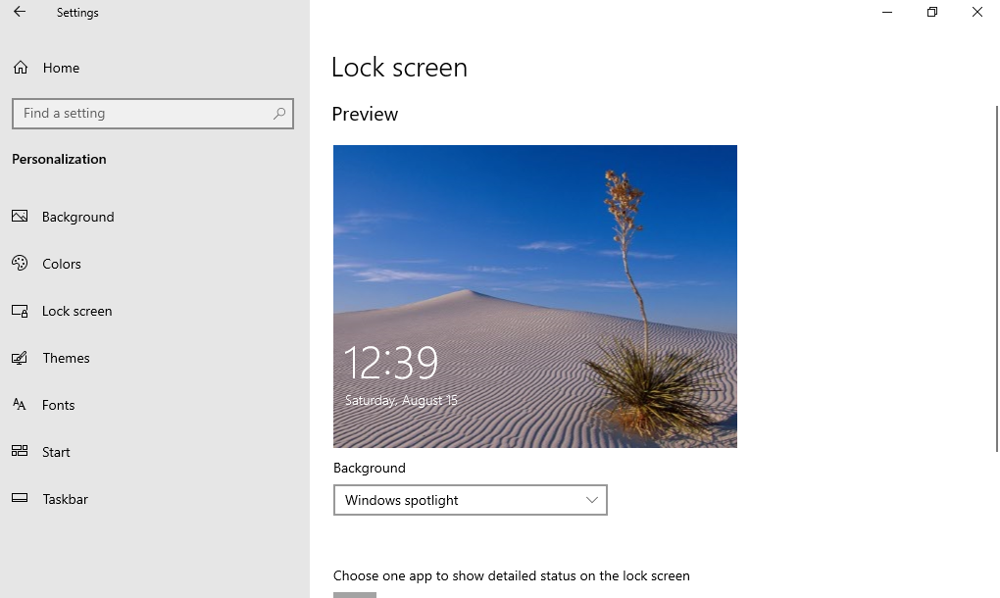 Settings
Home
Find a setting
Personalization
Background
Colors
Lock screen
Themes
Fonts
Start
Taskbar
Lock screen
Preview
12:39
Saturday, August 15
Background
Windows spotlight
Choose one app to show detailed status on the lock screen